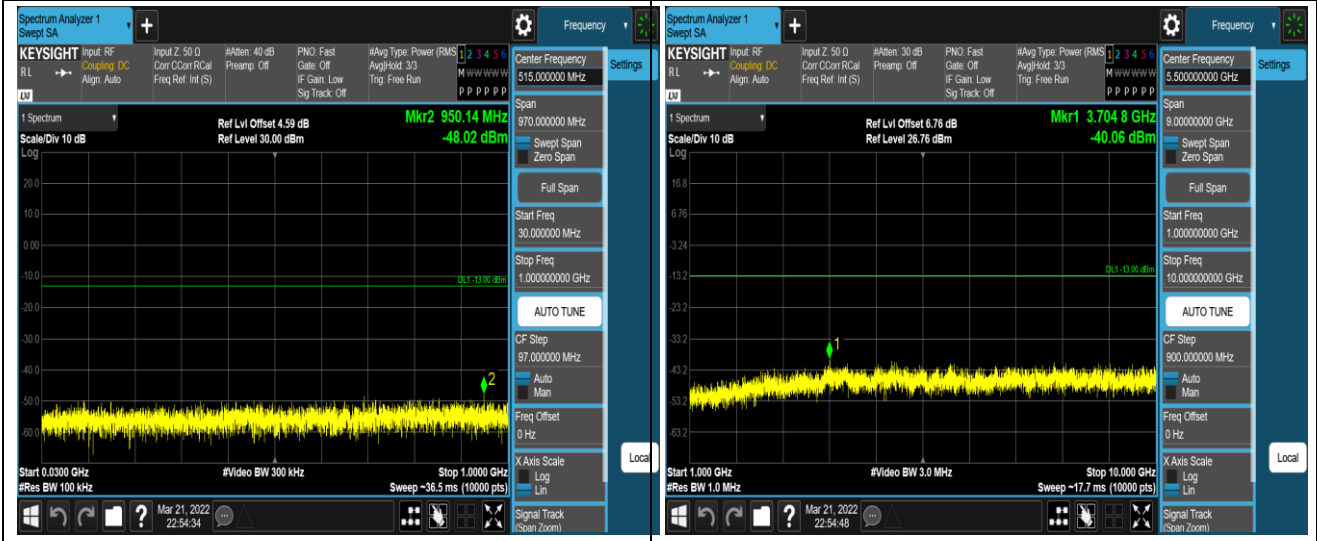 Spectrum Analyzer 1
Swept SA
+
Frequency
KEYSIGHT
RL
LXI
Input: RF
Coupling: DC
Align: Auto
Input Z: 50 Ω
Corr CCorr RCal
Freq Ref: Int (S)
#Atten: 40 dB
Preamp: Off
PNO: Fast
Gate: Off
IF Gain: Low
Sig Track: Off
#Avg Type: Power (RMS
Avg|Hold: 3/3
Trig: Free Run
1 2 3 4 5 6
M W W W W W
P P P P P P
Center Frequency
515.000000 MHz
Settings
1 Spectrum
Scale/Div 10 dB
Log
Ref Lvl Offset 4.59 dB
Ref Level 30.00 dBm
Mkr2 950.14 MHz
-48.02 dBm
Span
970.000000 MHz
Swept Span
Zero Span
Full Span
Start Freq
30.000000 MHz
Stop Freq
1.000000000 GHz
AUTO TUNE
CF Step
97.000000 MHz
Auto
Man
Freq Offset
0 Hz
X Axis Scale
Log
Lin
Signal Track
(Span Zoom)
Local
20.0
10.0
0.00
-10.0
-20.0
-30.0
-40.0
-50.0
-60.0
DL1 -13.00 dBm
2
Start 0.0300 GHz
#Res BW 100 kHz
#Video BW 300 kHz
Stop 1.0000 GHz
Sweep ~36.5 ms (10000 pts)
?
Mar 21, 2022
22:54:34
Spectrum Analyzer 1
Swept SA
+
Frequency
KEYSIGHT
RL
LXI
Input: RF
Coupling: DC
Align: Auto
Input Z: 50 Ω
Corr CCorr RCal
Freq Ref: Int (S)
#Atten: 30 dB
Preamp: Off
PNO: Fast
Gate: Off
IF Gain: Low
Sig Track: Off
#Avg Type: Power (RMS
Avg|Hold: 3/3
Trig: Free Run
1 2 3 4 5 6
M W W W W W
P P P P P P
Center Frequency
5.500000000 GHz
Settings
1 Spectrum
Scale/Div 10 dB
Log
Ref Lvl Offset 6.76 dB
Ref Level 26.76 dBm
Mkr1 3.704 8 GHz
-40.06 dBm
Span
9.00000000 GHz
Swept Span
Zero Span
Full Span
Start Freq
1.000000000 GHz
Stop Freq
10.000000000 GHz
AUTO TUNE
CF Step
900.000000 MHz
Auto
Man
Freq Offset
0 Hz
X Axis Scale
Log
Lin
Signal Track
(Span Zoom)
Local
16.8
6.76
-3.24
-13.2
-23.2
-33.2
-43.2
-53.2
-63.2
DL1 -13.00 dBm
1
Start 1.000 GHz
#Res BW 1.0 MHz
#Video BW 3.0 MHz
Stop 10.000 GHz
Sweep ~17.7 ms (10000 pts)
?
Mar 21, 2022
22:54:48